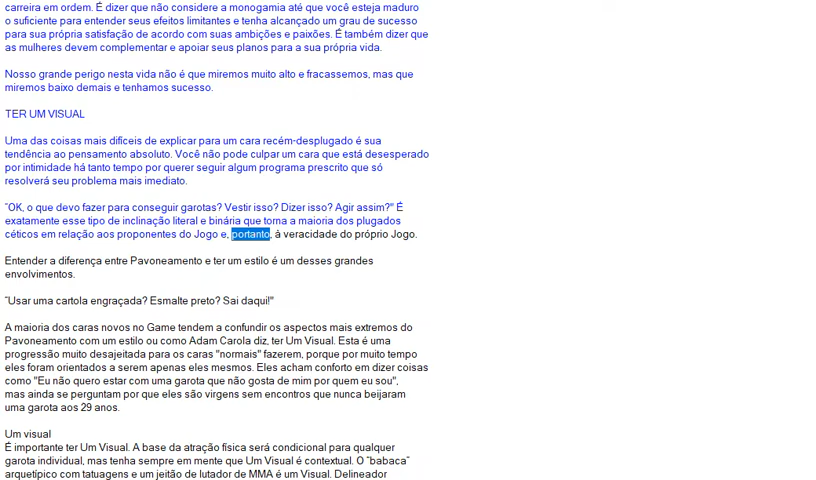 carreira em ordem. É dizer que não considere a monogamia até que você esteja maduro
o suficiente para entender seus efeitos limitantes e tenha alcançado um grau de sucesso
para sua própria satisfação de acordo com suas ambições e paixões. É também dizer que
as mulheres devem complementar e apoiar seus planos para a sua própria vida.
Nosso grande perigo nesta vida não é que miremos muito alto e fracassemos, mas que
miremos baixo demais e tenhamos sucesso.
TER UM VISUAL
Uma das coisas mais difíceis de explicar para um cara recém-desplugado é sua
tendência ao pensamento absoluto. Você não pode culpar um cara que está desesperado
por intimidade há tanto tempo por querer seguir algum programa prescrito que só
resolverá seu problema mais imediato.
"OK, o que devo fazer para conseguir garotas? Vestir isso? Dizer isso? Agir assim?" É
exatamente esse tipo de inclinação literal e binária que torna a maioria dos plugados
céticos em relação aos proponentes do Jogo e, portanto, à veracidade do próprio Jogo.
Entender a diferença entre Pavoneamento e ter um estilo é um desses grandes
envolvimentos.
"Usar uma cartola engraçada? Esmalte preto? Sai daqui!"
A maioria dos caras novos no Game tendem a confundir os aspectos mais extremos do
Pavoneamento com um estilo ou como Adam Carola diz, ter Um Visual. Esta é uma
progressão muito desajeitada para os caras "normais" fazerem, porque por muito tempo
eles foram orientados a serem apenas eles mesmos. Eles acham conforto em dizer coisas
como "Eu não quero estar com uma garota que não gosta de mim por quem eu sou",
mas ainda se perguntam por que eles são virgens sem encontros que nunca beijaram
uma garota aos 29 anos.
Um visual
É importante ter Um Visual. A base da atração física será condicional para qualquer
garota individual, mas tenha sempre em mente que Um Visual é contextual. O "babaca"
arquetípico com tatuagens e um jeitão de lutador de MMA é um Visual. Delineador